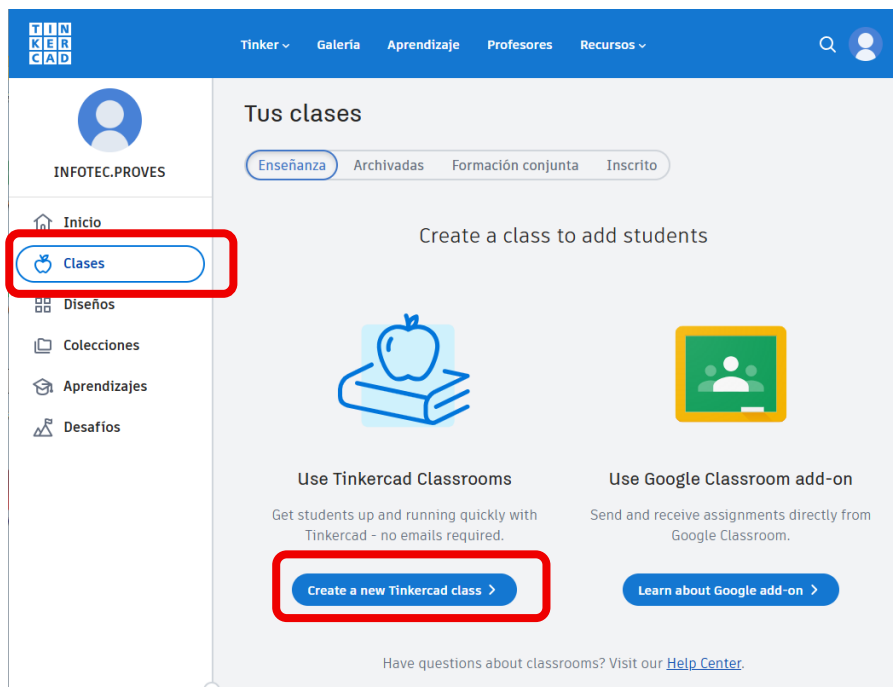 TIN
KER
CAD
Tinker Galería Aprendizaje Profesores Recursos
INFOTEC.PROVES
Inicio
Clases
Diseños
Colecciones
Aprendizajes
Desafíos
Tus clases
Enseñanza Archivadas Formación conjunta Inscrito
Create a class to add students
Use Tinkercad Classrooms
Get students up and running quickly with
Tinkercad - no emails required.
Create a new Tinkercad class
Use Google Classroom add-on
Send and receive assignments directly from
Google Classroom.
Learn about Google add-on
Have questions about classrooms? Visit our Help Center.